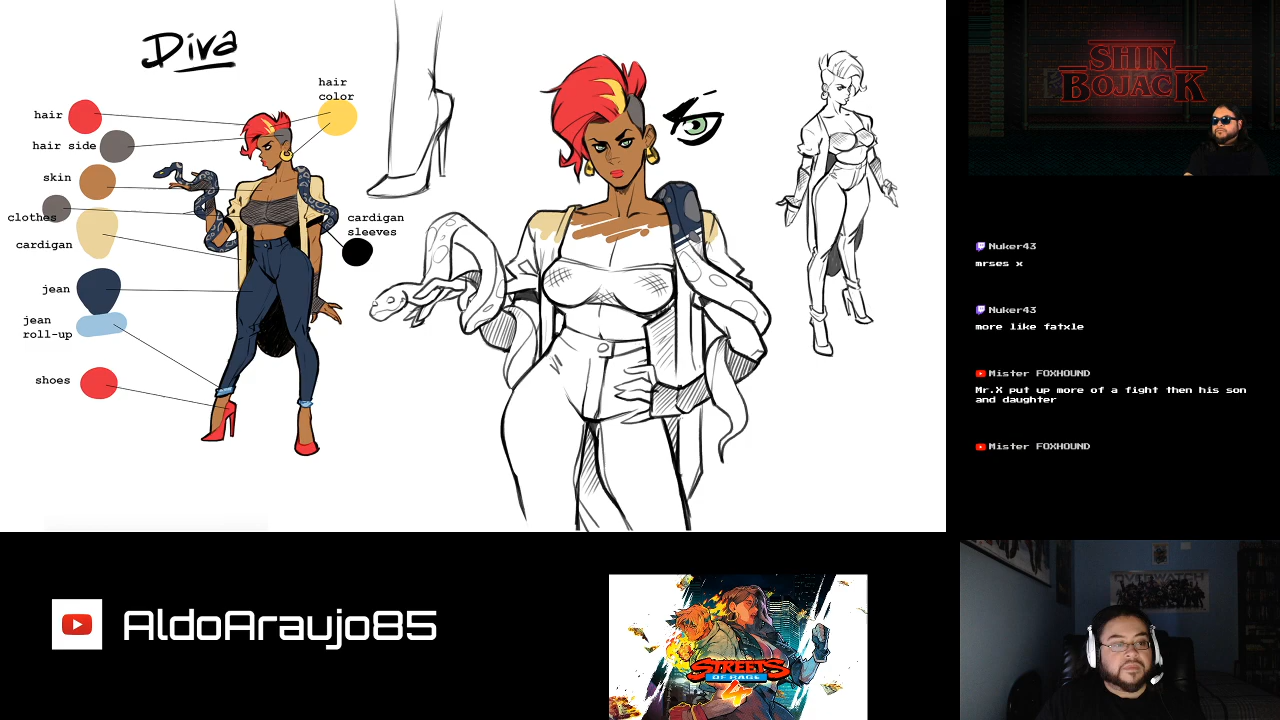 Diva
hair
hair color
hair
hair side
skin
clothes
cardigan
cardigan sleeves
jean
jean roll-up
shoes
SHIN
BOJACK
Nuker43
mrses x
Nuker43
more like fatxle
Mister FOXHOUND
Mr.X put up more of a fight then his son
and daughter
Mister FOXHOUND
AldoAraujo85
STREETS
OF RAGE
4
OVERWATCH